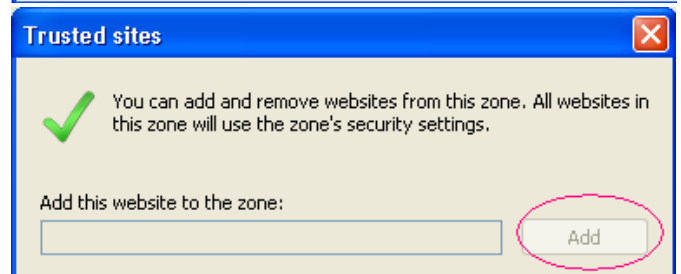 Trusted sites
You can add and remove websites from this zone. All websites in
this zone will use the zone's security settings.
Add this website to the zone:
Add